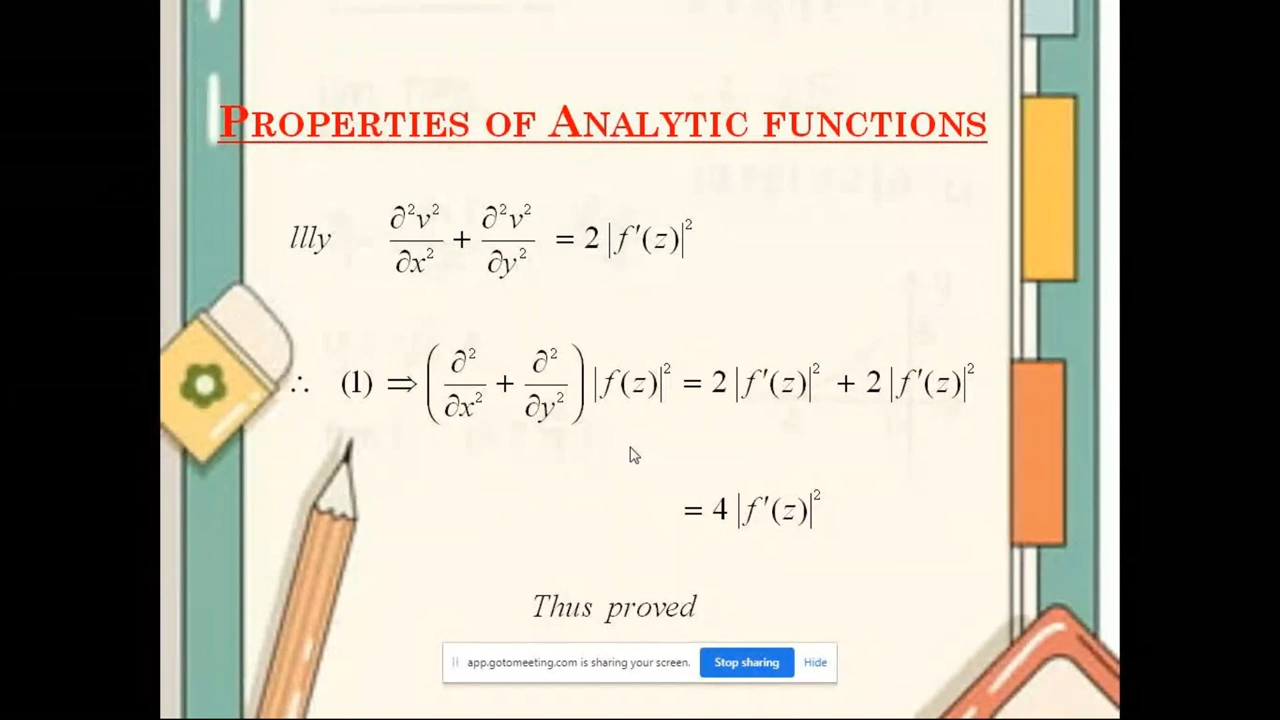 PROPERTIES OF ANALYTIC FUNCTIONS
llly ∂²v²/∂x² + ∂²v²/∂y² = 2|f'(z)|²
∴ (1) ⇒ (∂²/∂x² + ∂²/∂y²)|f(z)|² = 2|f'(z)|² + 2|f'(z)|²
= 4|f'(z)|²
Thus proved
app.gotomeeting.com is sharing your screen. Stop sharing Hide